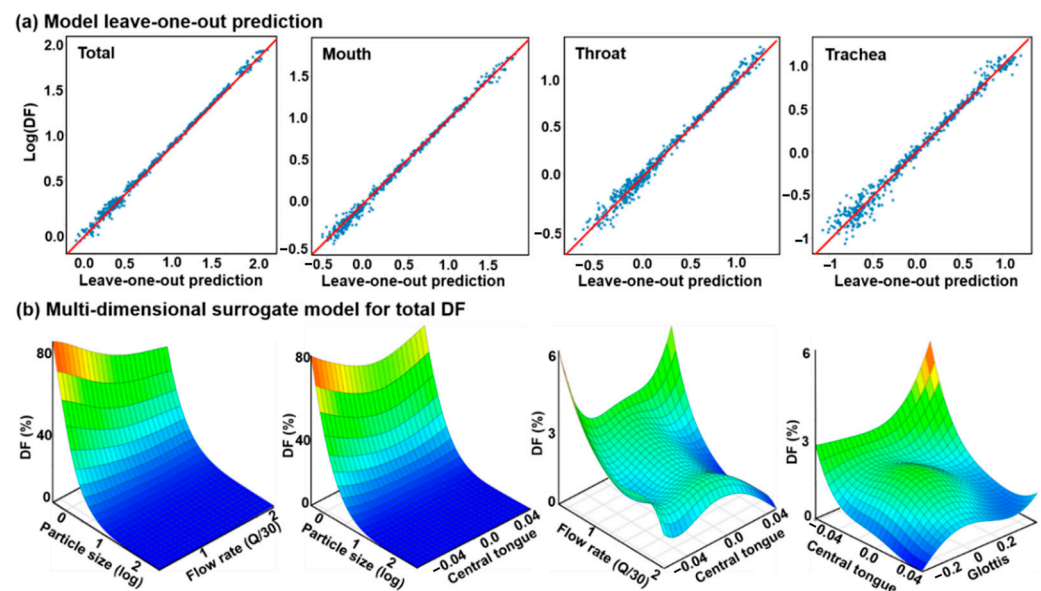 (a) Model leave-one-out prediction
Total
Mouth
Throat
Trachea
Log(DF)
2.0
1.5
1.0
0.5
0.0
0.0 0.5 1.0 1.5 2.0
Leave-one-out prediction
1.5
1.0
0.5
0.0
−0.5
−0.5 0.0 0.5 1.0 1.5
Leave-one-out prediction
1.0
0.5
0.0
−0.5
−0.5 0.0 0.5 1.0
Leave-one-out prediction
1.0
0.5
0.0
−0.5
−1
−1 −0.5 0.0 0.5 1.0
Leave-one-out prediction
(b) Multi-dimensional surrogate model for total DF
DF (%)
80
40
0
0 1 2
Particle size (log)
1 2
Flow rate (Q/30)
DF (%)
80
40
0
0 1 2
Particle size (log)
−0.04 0.0 0.04
Central tongue
DF (%)
6
3
0
1 2
Flow rate (Q/30)
−0.04 0.0 0.04
Central tongue
DF (%)
6
3
0
−0.04 0.0 0.04
Central tongue
−0.2 0 0.2
Glottis